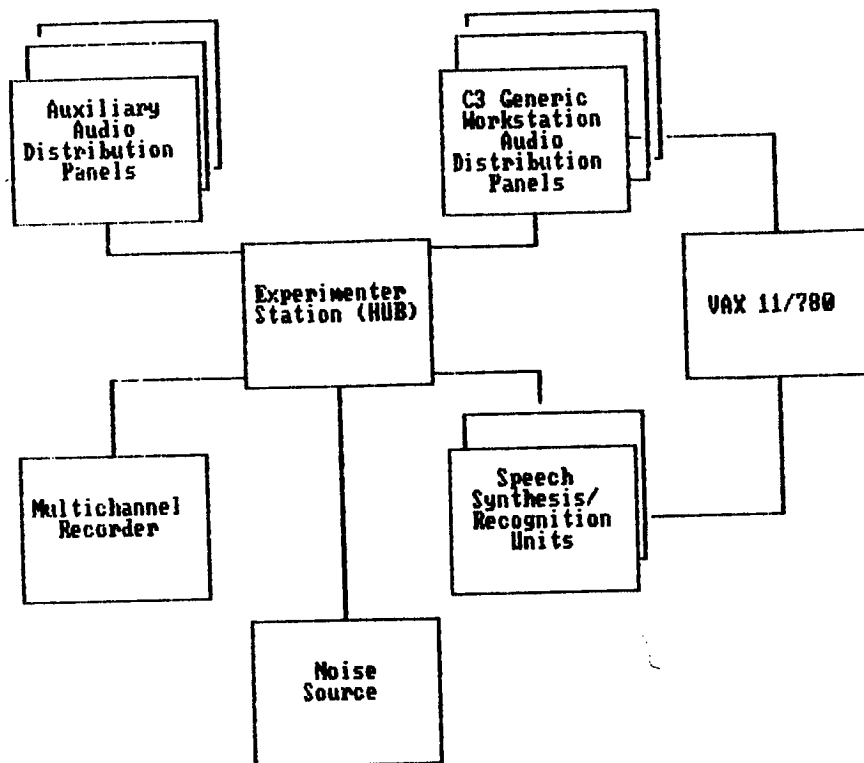 Auxiliary
Audio
Distribution
Panels
C3 Generic
Workstation
Audio
Distribution
Panels
Experimenter
Station (HUB)
VAX 11/780
Multichannel
Recorder
Speech
Synthesis/
Recognition
Units
Noise
Source